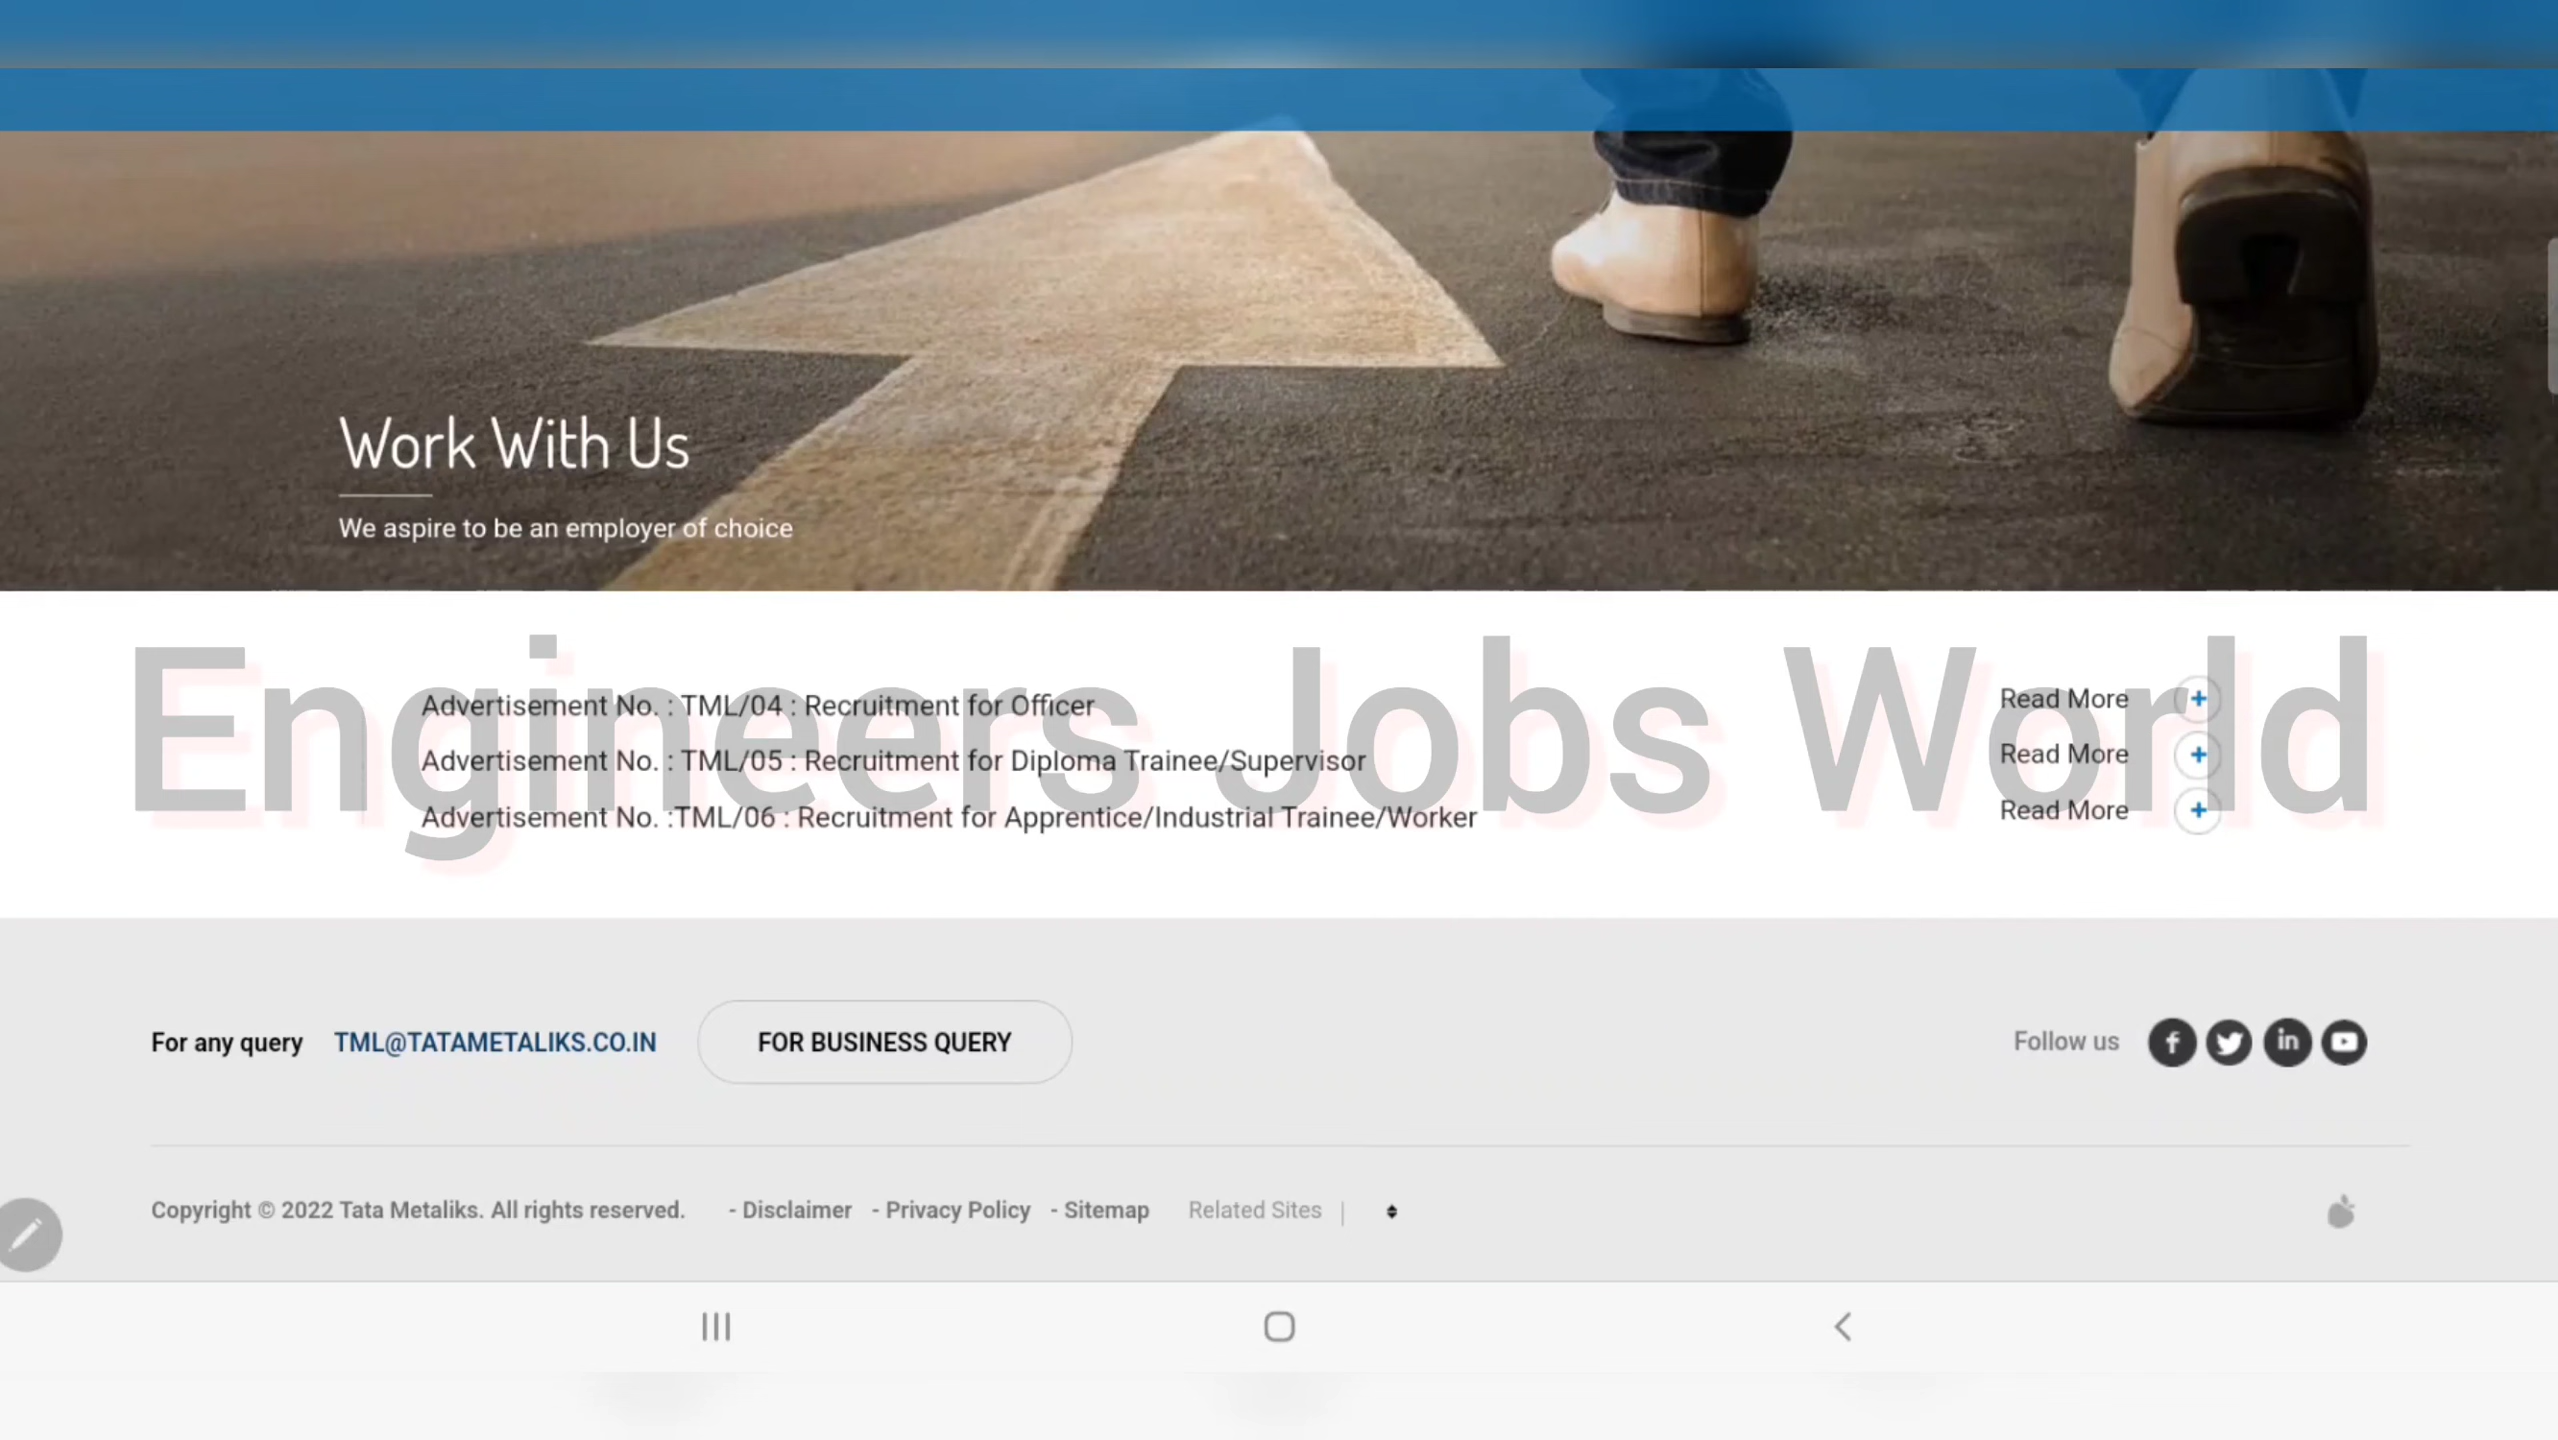 Work With Us
We aspire to be an employer of choice
Engineers Jobs World
Advertisement No. : TML/04 : Recruitment for Officer Read More +
Advertisement No. : TML/05 : Recruitment for Diploma Trainee/Supervisor Read More +
Advertisement No. :TML/06 : Recruitment for Apprentice/Industrial Trainee/Worker Read More +
For any query TML@TATAMETALIKS.CO.IN FOR BUSINESS QUERY Follow us
Copyright © 2022 Tata Metaliks. All rights reserved. - Disclaimer - Privacy Policy - Sitemap Related Sites |